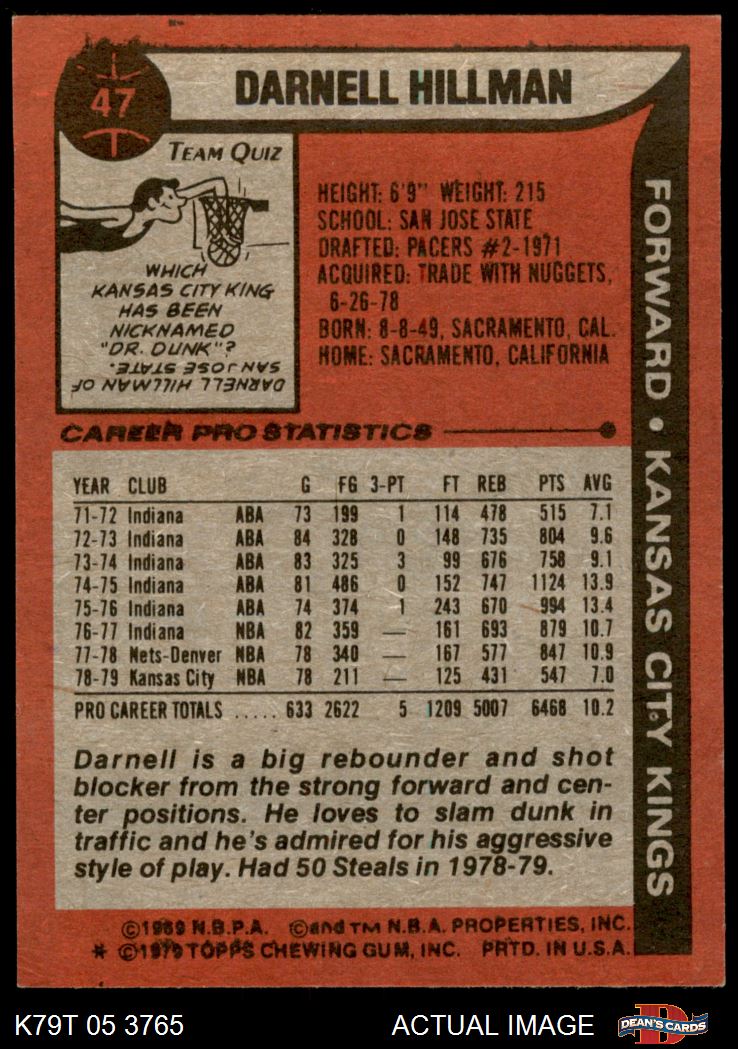 47
DARNELL HILLMAN
TEAM QUIZ
WHICH
KANSAS CITY KING
HAS BEEN
NICKNAMED
"DR. DUNK"?
DARNELL HILLMAN OF
SAN JOSE STATE.
HEIGHT: 6'9" WEIGHT: 215
SCHOOL: SAN JOSE STATE
DRAFTED: PACERS #2-1971
ACQUIRED: TRADE WITH NUGGETS,
6-26-78
BORN: 8-8-49, SACRAMENTO, CAL.
HOME: SACRAMENTO, CALIFORNIA
FORWARD • KANSAS CITY KINGS
CAREER PRO STATISTICS
YEAR CLUB G FG 3-PT FT REB PTS AVG
71-72 Indiana ABA 73 199 1 114 478 515 7.1
72-73 Indiana ABA 84 328 0 148 735 804 9.6
73-74 Indiana ABA 83 325 3 99 676 758 9.1
74-75 Indiana ABA 81 486 0 152 747 1124 13.9
75-76 Indiana ABA 74 374 1 243 670 994 13.4
76-77 Indiana NBA 82 359 — 161 693 879 10.7
77-78 Nets-Denver NBA 78 340 — 167 577 847 10.9
78-79 Kansas City NBA 78 211 — 125 431 547 7.0
PRO CAREER TOTALS ..... 633 2622 5 1209 5007 6468 10.2
Darnell is a big rebounder and shot
blocker from the strong forward and cen-
ter positions. He loves to slam dunk in
traffic and he's admired for his aggressive
style of play. Had 50 Steals in 1978-79.
©1969 N.B.P.A. ©and TM N.B.A. PROPERTIES, INC.
* ©1979 TOPPS CHEWING GUM, INC. PRTD. IN U.S.A.
K79T 05 3765
ACTUAL IMAGE
D
DEAN'S CARDS